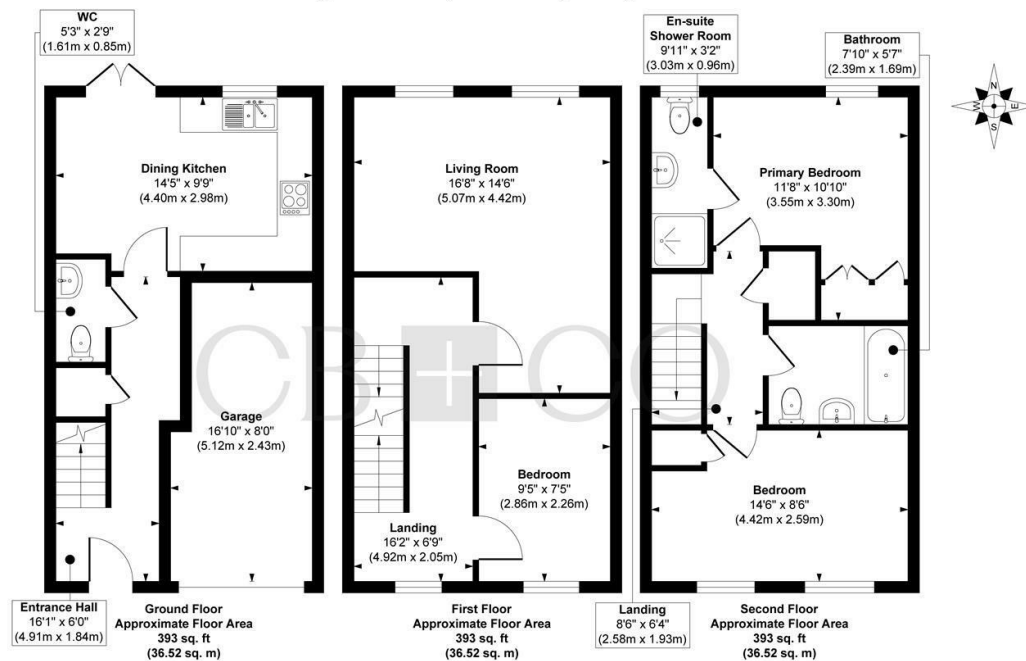 WC
5'3" x 2'9"
(1.61m x 0.85m)
Dining Kitchen
14'5" x 9'9"
(4.40m x 2.98m)
Garage
16'10" x 8'0"
(5.12m x 2.43m)
Entrance Hall
16'1" x 6'0"
(4.91m x 1.84m)
Ground Floor
Approximate Floor Area
393 sq. ft
(36.52 sq. m)
Living Room
16'8" x 14'6"
(5.07m x 4.42m)
Bedroom
9'5" x 7'5"
(2.86m x 2.26m)
Landing
16'2" x 6'9"
(4.92m x 2.05m)
First Floor
Approximate Floor Area
393 sq. ft
(36.52 sq. m)
En-suite
Shower Room
9'11" x 3'2"
(3.03m x 0.96m)
Bathroom
7'10" x 5'7"
(2.39m x 1.69m)
Primary Bedroom
11'8" x 10'10"
(3.55m x 3.30m)
Bedroom
14'6" x 8'6"
(4.42m x 2.59m)
Landing
8'6" x 6'4"
(2.58m x 1.93m)
Second Floor
Approximate Floor Area
393 sq. ft
(36.52 sq. m)
N
W E
S
CB+CO